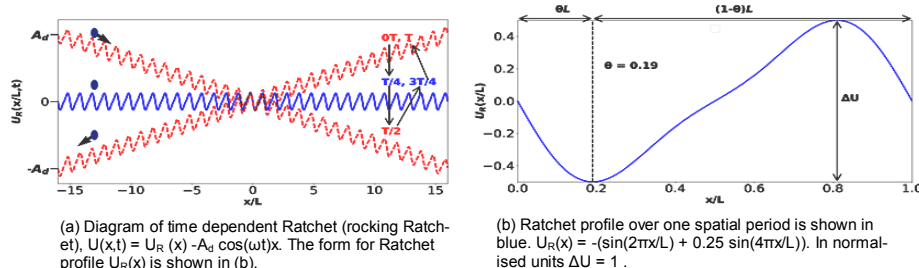 A_d
0
-A_d
U_R(x/L,t)
0T, T
T/4, 3T/4
T/2
−15 −10 −5 0 5 10 15
x/L
(a) Diagram of time dependent Ratchet (rocking Ratch-
et), U(x,t) = U_R (x) -A_d cos(ωt)x. The form for Ratchet
profile U_R(x) is shown in (b).
θL (1-θ)L
0.4
0.2
0.0
−0.2
−0.4
U_R(x/L)
θ = 0.19
ΔU
0.0 0.2 0.4 0.6 0.8 1.0
x/L
(b) Ratchet profile over one spatial period is shown in
blue. U_R(x) = -(sin(2πx/L) + 0.25 sin(4πx/L)). In normal-
ised units ΔU = 1 .